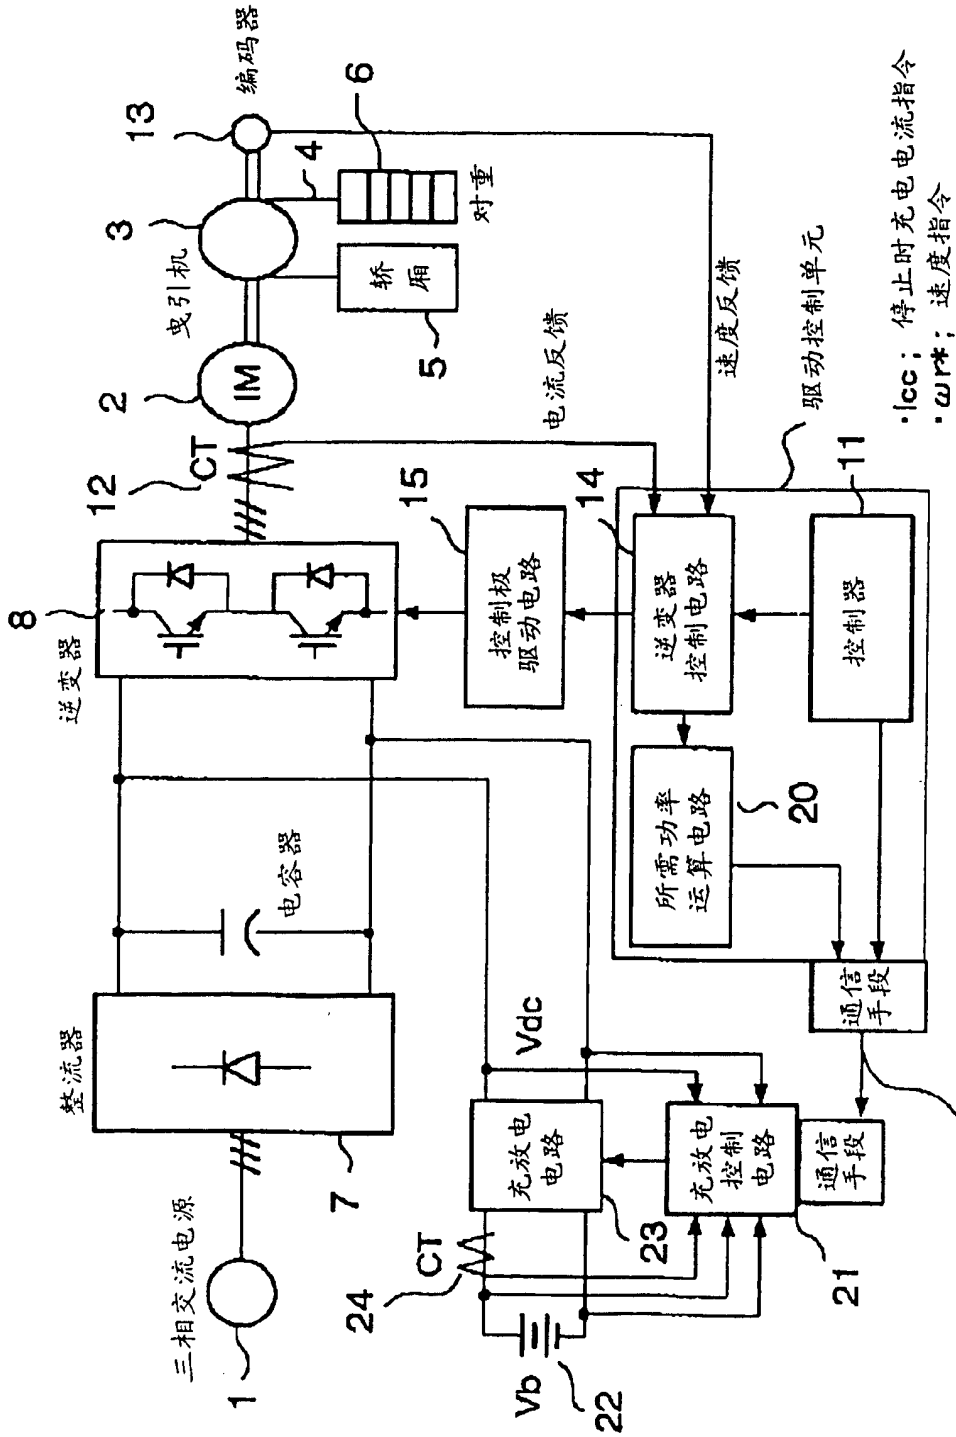 三相交流电源
1
整流器
7
电容器
逆变器
8
12
CT
2
IM
曳引机
3
13
编码器
4
6
对重
轿厢
5
电流反馈
速度反馈
15
控制极
驱动电路
14
逆变器
控制电路
驱动控制单元
11
控制器
所需功率
运算电路
20
通信
手段
Vdc
充放电
电路
23
CT
24
Vb
22
充放电
控制
电路
21
通信
手段
·Icc；停止时充电电流指令
·ωr*；速度指令